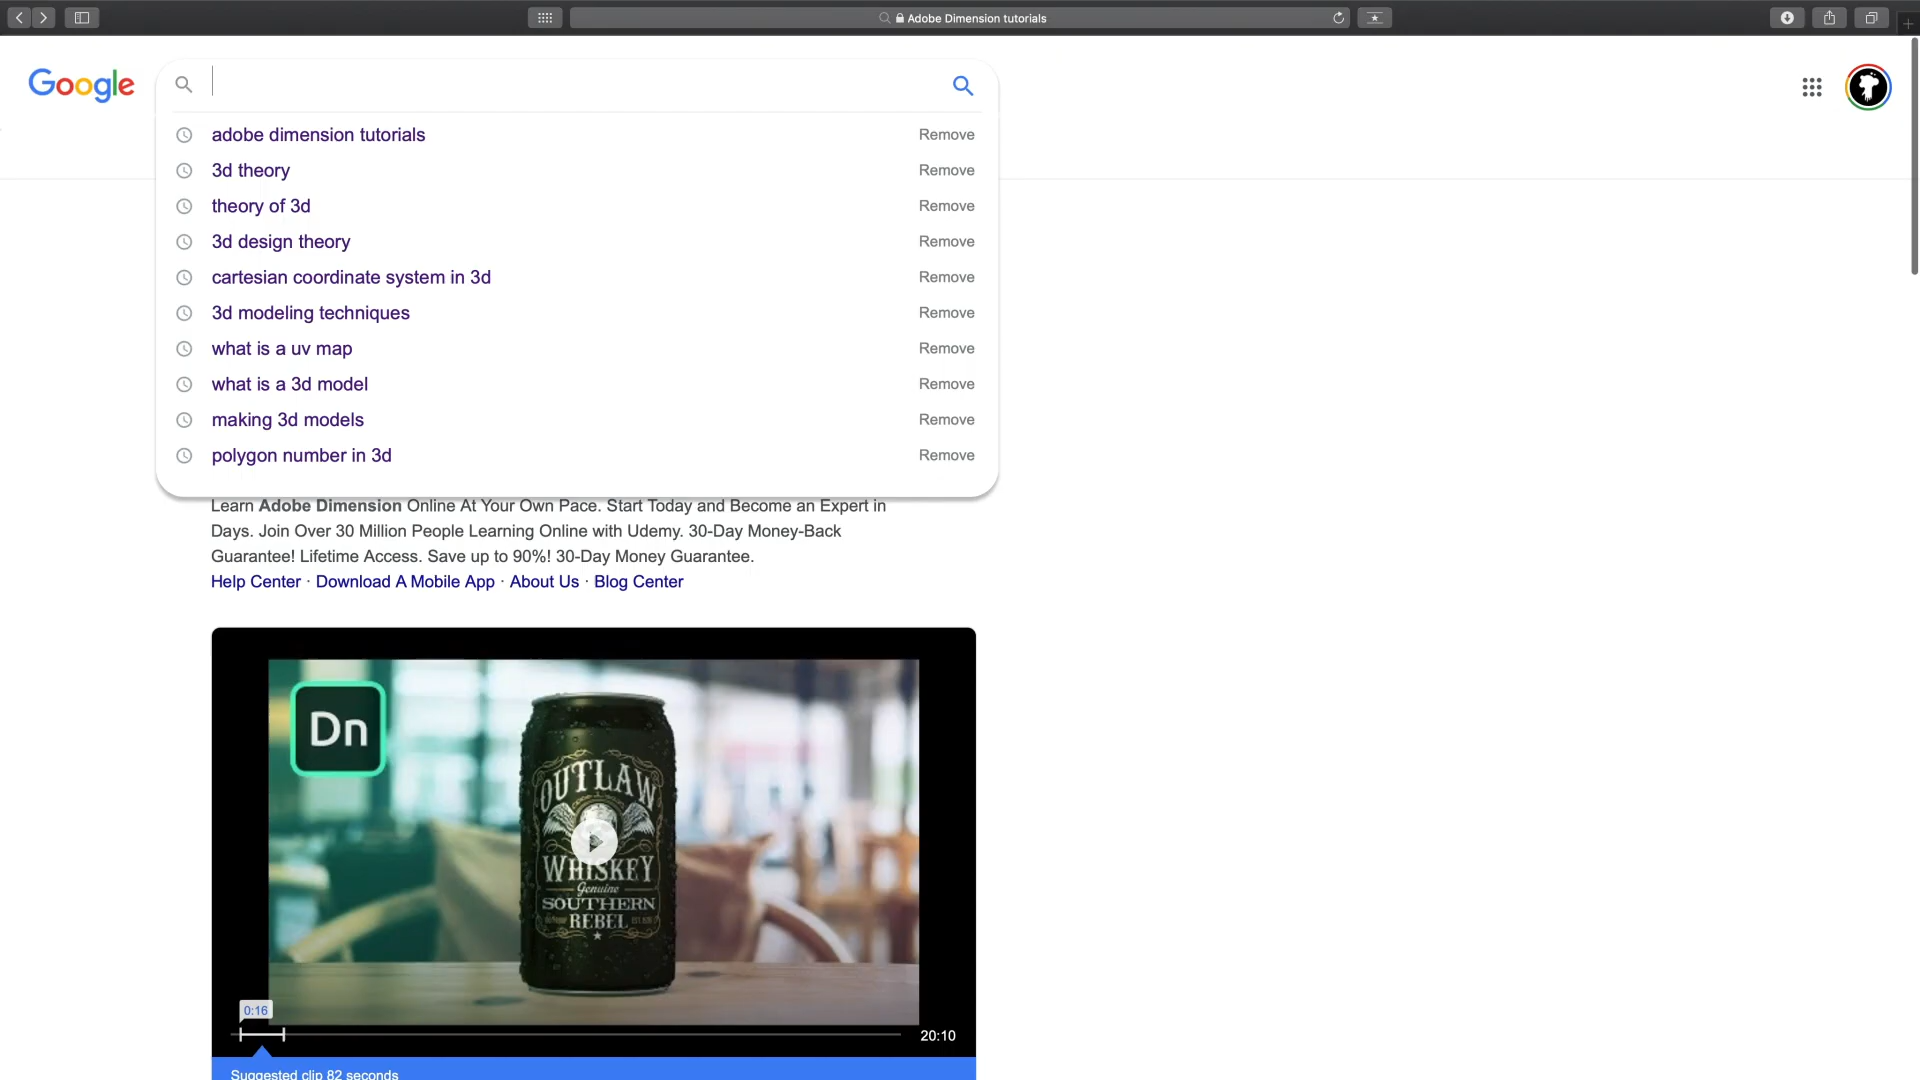 Adobe Dimension tutorials
Google
adobe dimension tutorials Remove
3d theory Remove
theory of 3d Remove
3d design theory Remove
cartesian coordinate system in 3d Remove
3d modeling techniques Remove
what is a uv map Remove
what is a 3d model Remove
making 3d models Remove
polygon number in 3d Remove
Learn Adobe Dimension Online At Your Own Pace. Start Today and Become an Expert in
Days. Join Over 30 Million People Learning Online with Udemy. 30-Day Money-Back
Guarantee! Lifetime Access. Save up to 90%! 30-Day Money Guarantee.
Help Center · Download A Mobile App · About Us · Blog Center
Dn
OUTLAW
WHISKEY
Genuine
SOUTHERN
REBEL
0:16
20:10
Suggested clip 82 seconds